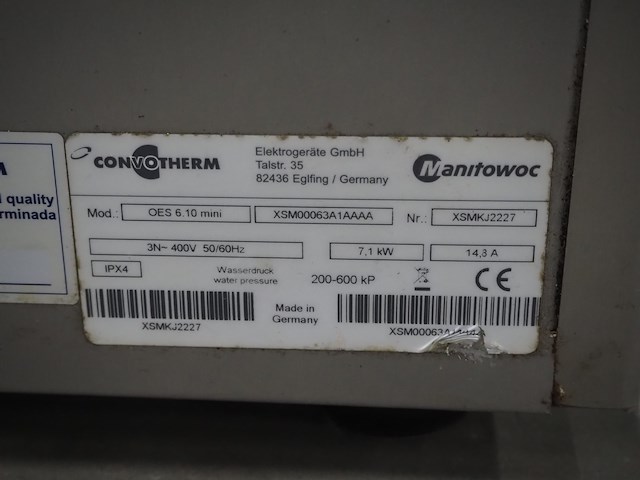 CONVOTHERM
Elektrogeräte GmbH
Talstr. 35
82436 Eglfing / Germany
Manitowoc
Mod.: OES 6.10 mini XSM00063A1AAAA Nr.: XSMKJ2227
3N~ 400V 50/60Hz 7,1 kW 14,3 A
IPX4 Wasserdruck
water pressure 200-600 kP CE
XSMKJ2227
Made in
Germany
XSM00063A1
quality
erminada